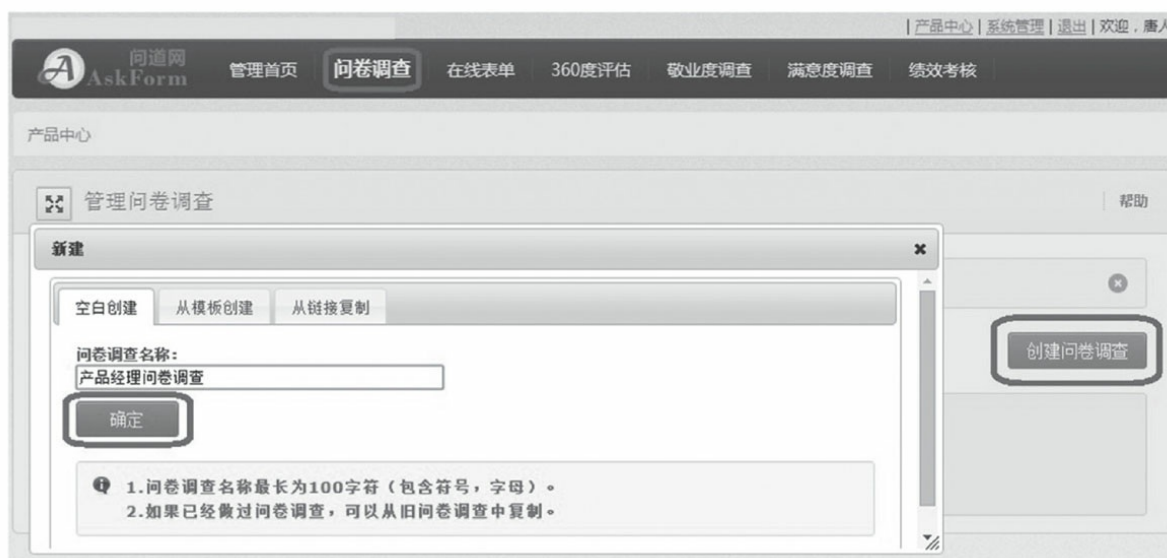 | 产品中心 | 系统管理 | 退出 | 欢迎，唐人
问道网
AskForm
管理首页 问卷调查 在线表单 360度评估 敬业度调查 满意度调查 绩效考核
产品中心
管理问卷调查 帮助
新建
空白创建 从模板创建 从链接复制
问卷调查名称：
产品经理问卷调查
创建问卷调查
确定
1.问卷调查名称最长为100字符（包含符号，字母）。
2.如果已经做过问卷调查，可以从旧问卷调查中复制。